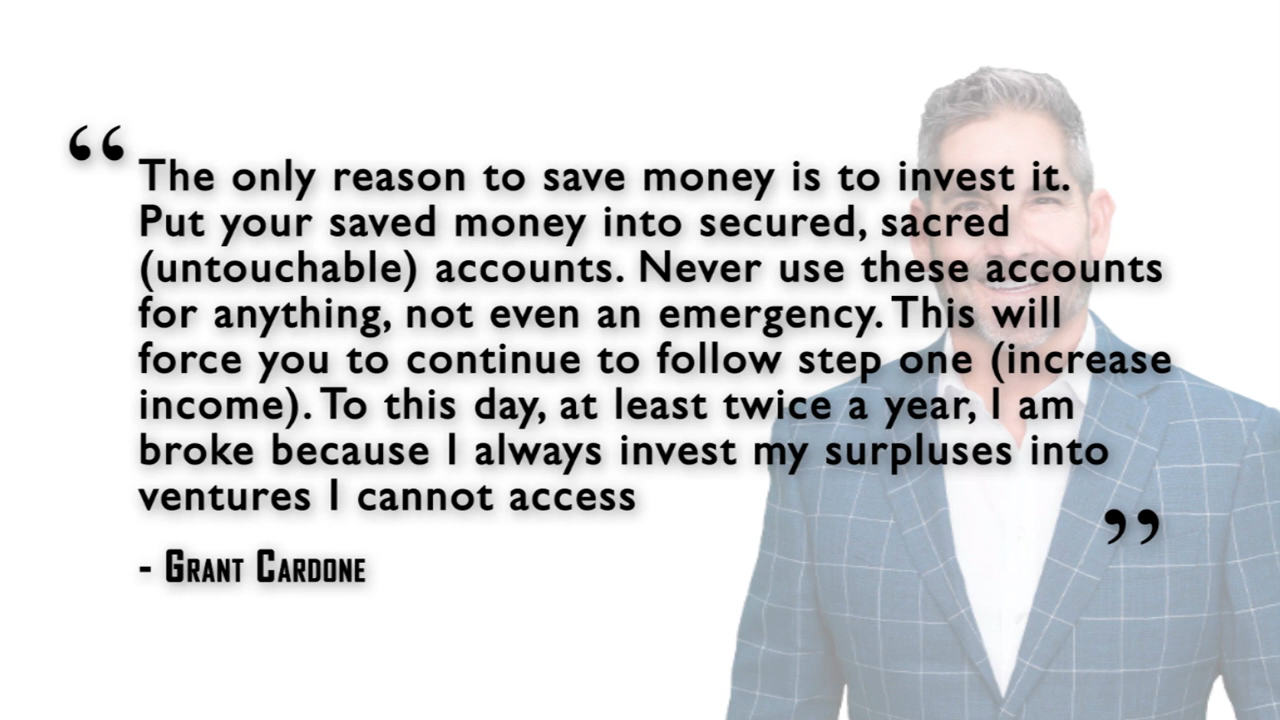 “The only reason to save money is to invest it.
Put your saved money into secured, sacred
(untouchable) accounts. Never use these accounts
for anything, not even an emergency. This will
force you to continue to follow step one (increase
income). To this day, at least twice a year, I am
broke because I always invest my surpluses into
ventures I cannot access”
- GRANT CARDONE